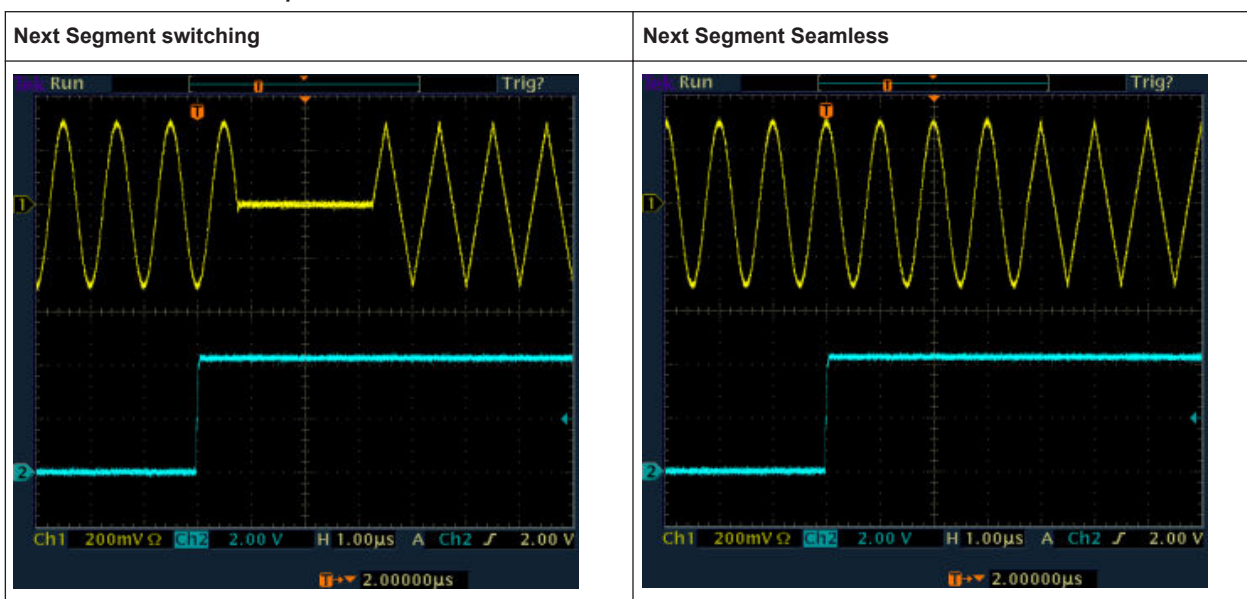 Next Segment switching
Next Segment Seamless
Tek Run Trig?
T
T
1
2
Ch1 200mV Ω Ch2 2.00 V H 1.00µs A Ch2 2.00 V
T 2.00000µs
Tek Run Trig?
T
T
1
2
Ch1 200mV Ω Ch2 2.00 V H 1.00µs A Ch2 2.00 V
T 2.00000µs